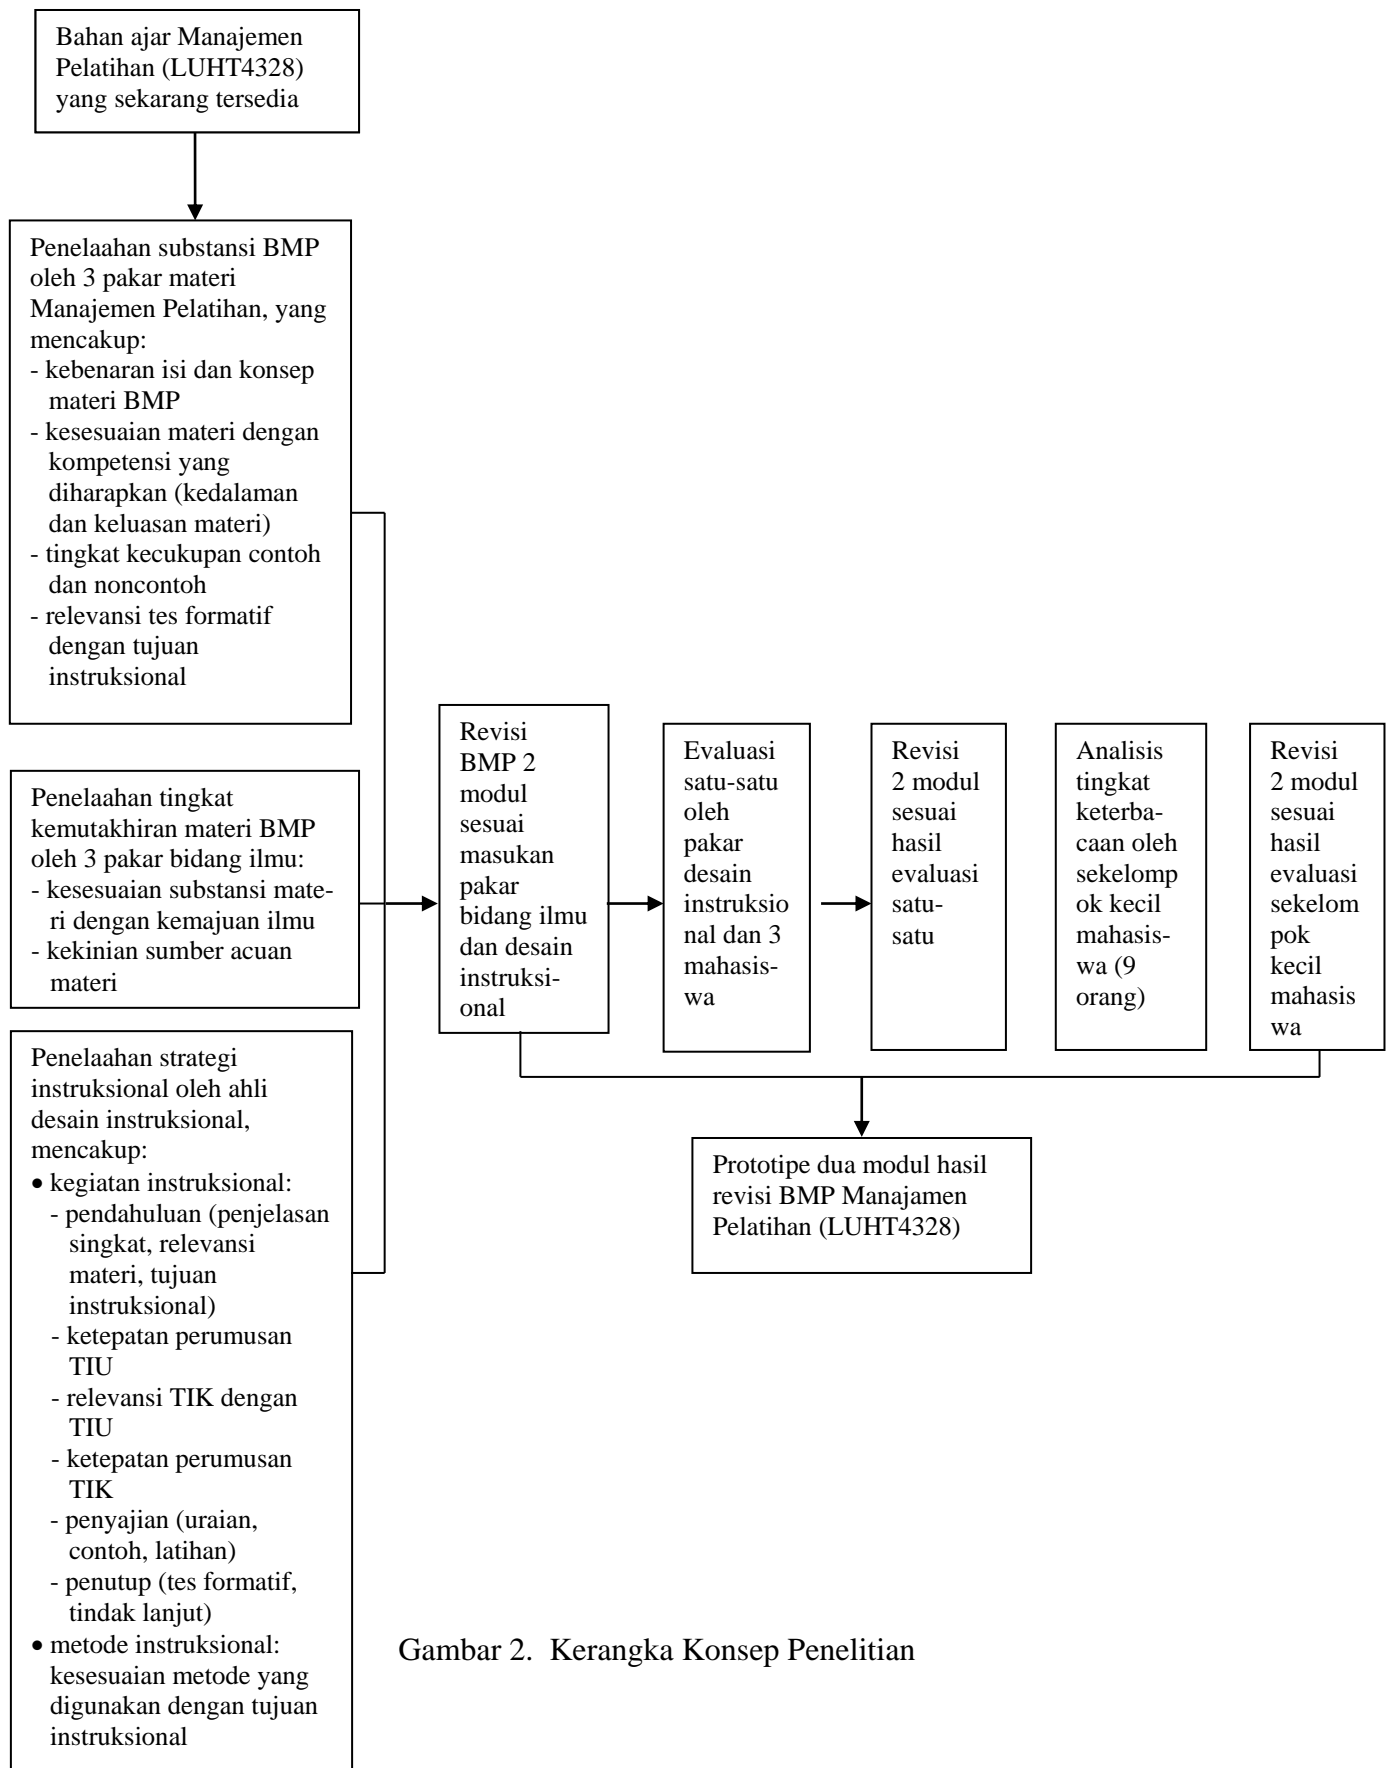 Bahan ajar Manajemen
Pelatihan (LUHT4328)
yang sekarang tersedia
Penelaahan substansi BMP
oleh 3 pakar materi
Manajemen Pelatihan, yang
mencakup:
- kebenaran isi dan konsep
materi BMP
- kesesuaian materi dengan
kompetensi yang
diharapkan (kedalaman
dan keluasan materi)
- tingkat kecukupan contoh
dan noncontoh
- relevansi tes formatif
dengan tujuan
instruksional
Penelaahan tingkat
kemutakhiran materi BMP
oleh 3 pakar bidang ilmu:
- kesesuaian substansi mate-
ri dengan kemajuan ilmu
- kekinian sumber acuan
materi
Penelaahan strategi
instruksional oleh ahli
desain instruksional,
mencakup:
• kegiatan instruksional:
- pendahuluan (penjelasan
singkat, relevansi
materi, tujuan
instruksional)
- ketepatan perumusan
TIU
- relevansi TIK dengan
TIU
- ketepatan perumusan
TIK
- penyajian (uraian,
contoh, latihan)
- penutup (tes formatif,
tindak lanjut)
• metode instruksional:
kesesuaian metode yang
digunakan dengan tujuan
instruksional
Revisi
BMP 2
modul
sesuai
masukan
pakar
bidang ilmu
dan desain
instruksi-
onal
Evaluasi
satu-satu
oleh
pakar
desain
instruksio
nal dan 3
mahasis-
wa
Revisi
2 modul
sesuai
hasil
evaluasi
satu-
satu
Analisis
tingkat
keterba-
caan oleh
sekelomp
ok kecil
mahasis-
wa (9
orang)
Revisi
2 modul
sesuai
hasil
evaluasi
sekelom
pok
kecil
mahasis
wa
Prototipe dua modul hasil
revisi BMP Manajamen
Pelatihan (LUHT4328)
Gambar 2. Kerangka Konsep Penelitian